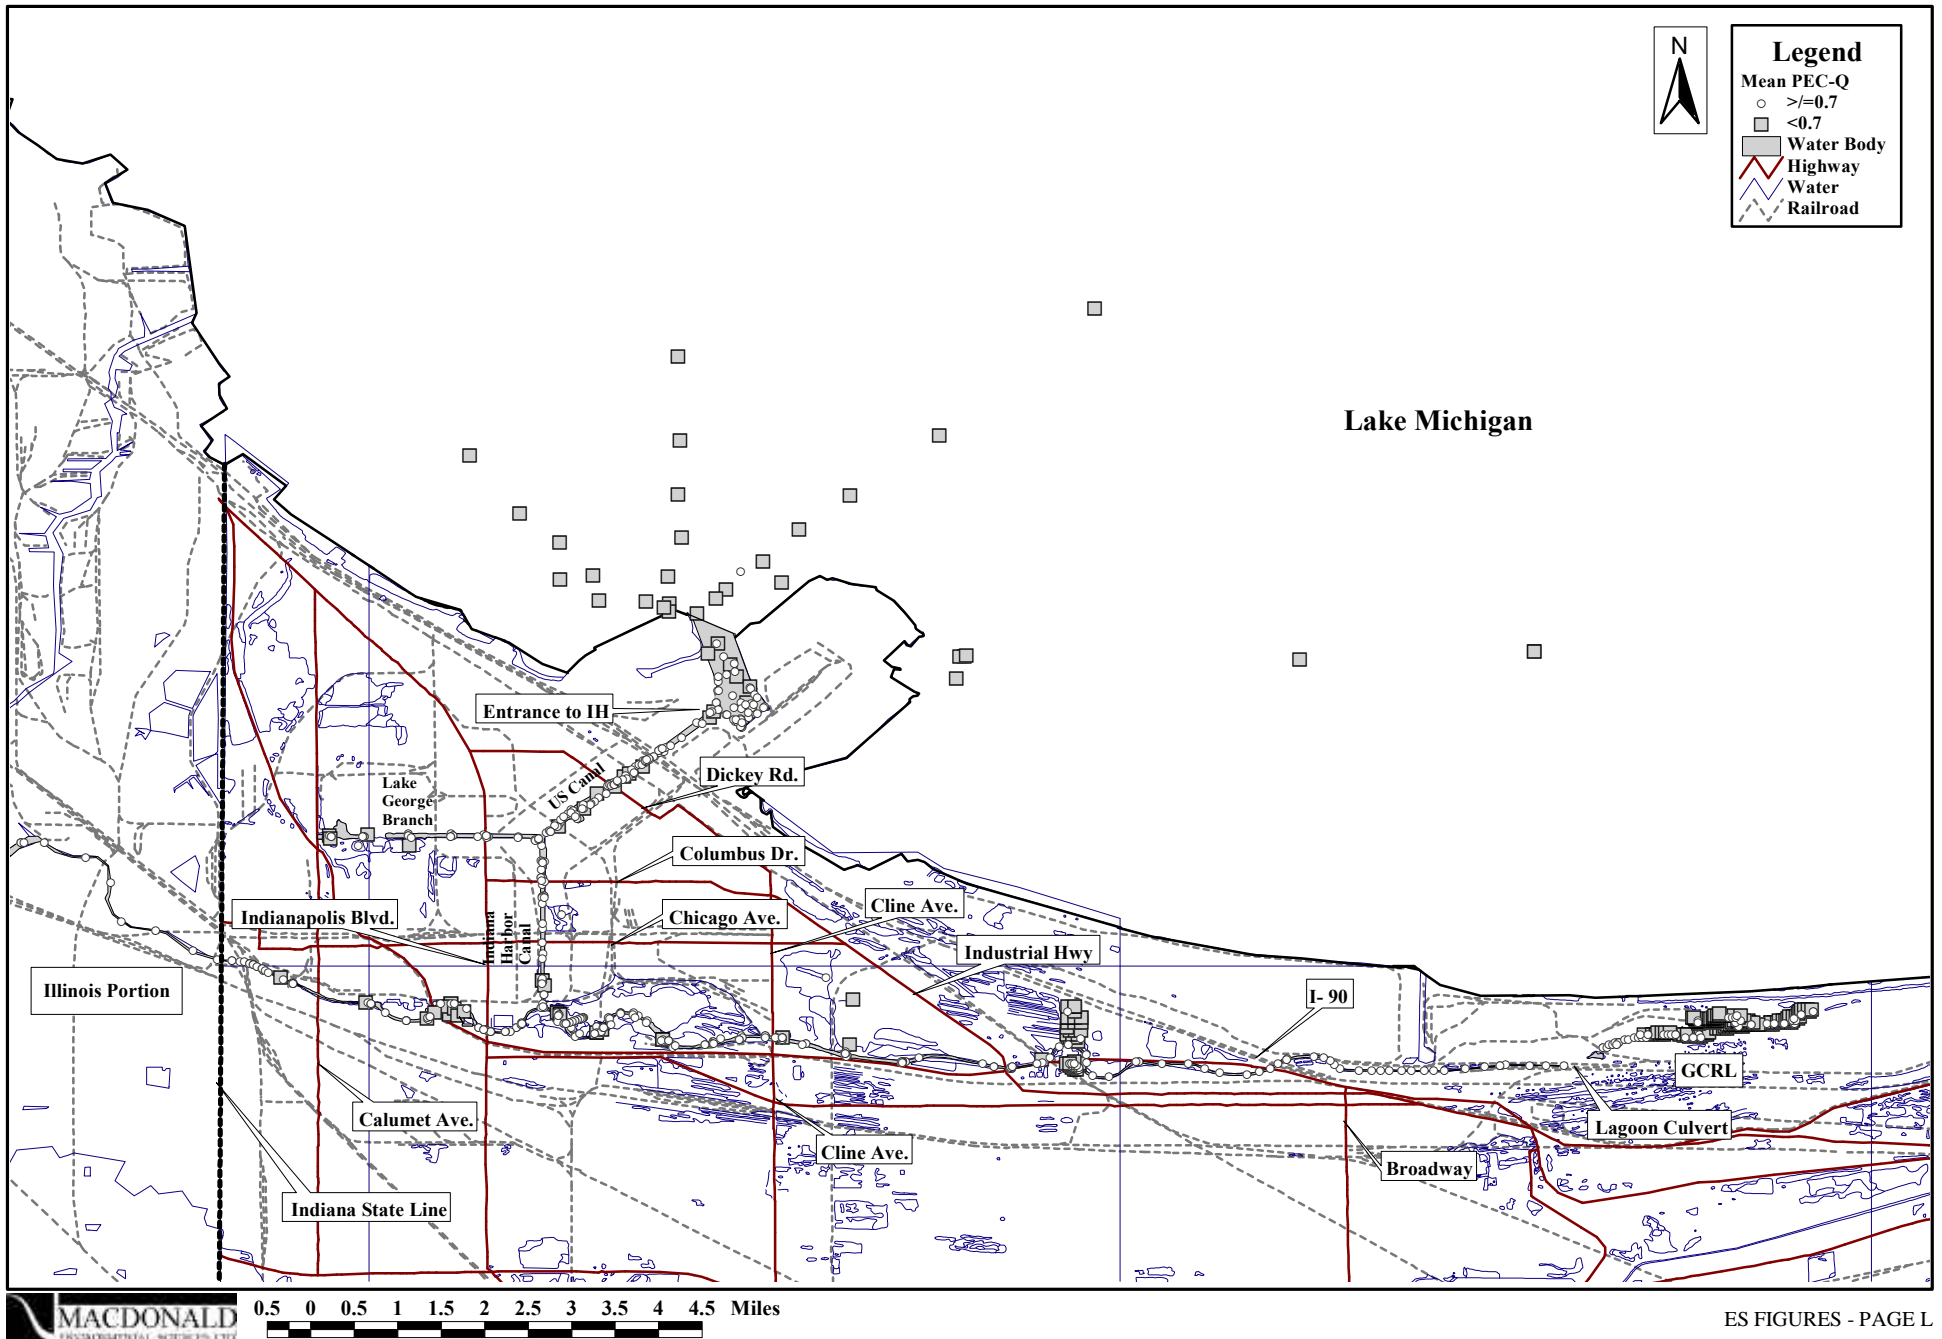 N
Legend
Mean PEC-Q
>/=0.7
<0.7
Water Body
Highway
Water
Railroad
Lake Michigan
Entrance to IH
Dickey Rd.
US Canal
Lake
George
Branch
Columbus Dr.
Cline Ave.
Indianapolis Blvd.
Indiana
Harbor
Canal
Chicago Ave.
Industrial Hwy
Illinois Portion
I- 90
GCRL
Calumet Ave.
Lagoon Culvert
Cline Ave.
Broadway
Indiana State Line
MACDONALD
ENVIRONMENTAL SCIENCES LTD
0.5 0 0.5 1 1.5 2 2.5 3 3.5 4 4.5 Miles
ES FIGURES - PAGE L